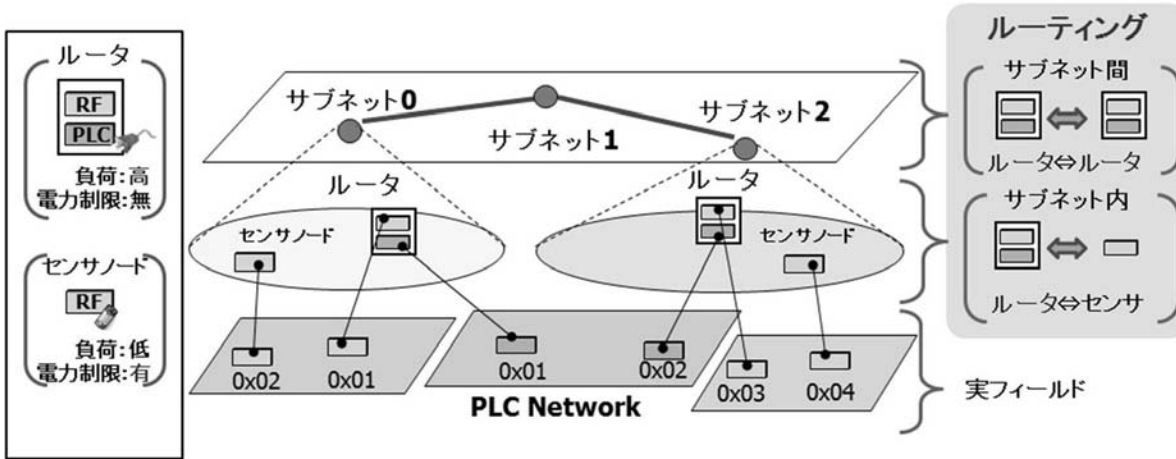 ルータ
RF
PLC
負荷:高
電力制限:無
センサノード
RF
負荷:低
電力制限:有
サブネット0
サブネット1
サブネット2
ルータ
センサノード
ルータ
センサノード
0x02
0x01
0x01
0x02
0x03
0x04
PLC Network
ルーティング
サブネット間
ルータ⇔ルータ
サブネット内
ルータ⇔センサ
実フィールド